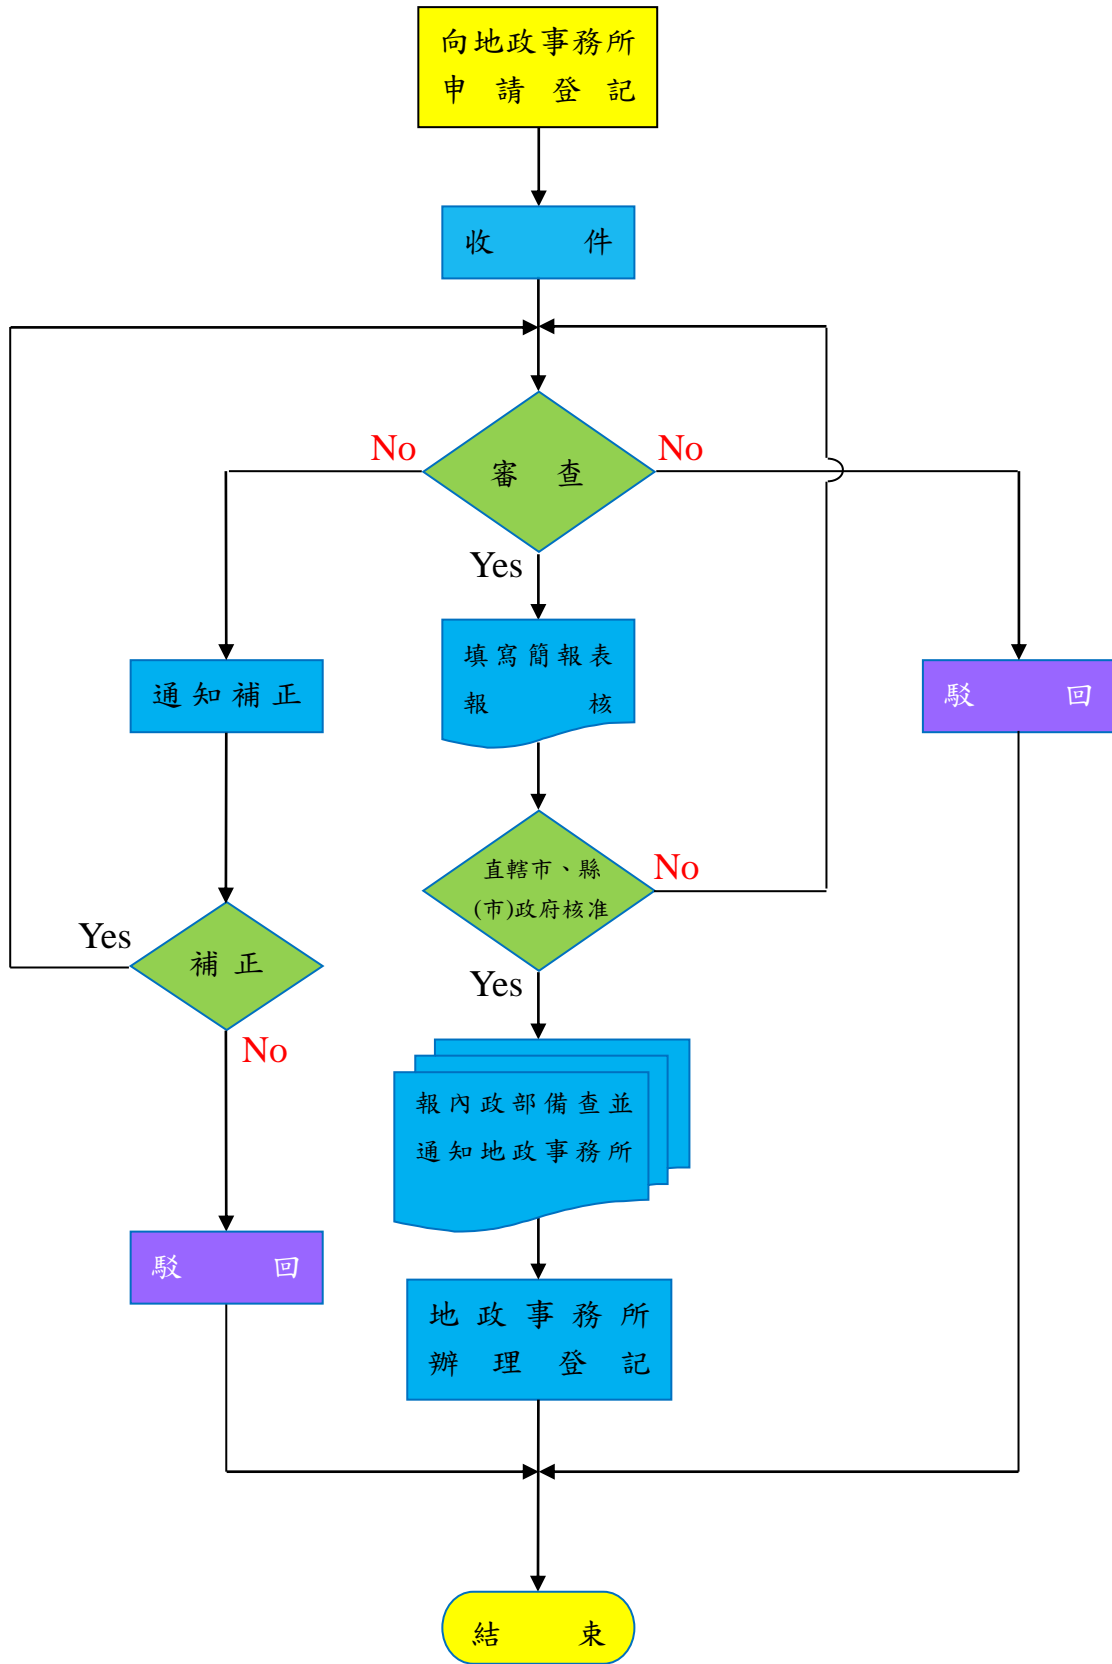 向地政事務所
申請登記
收件
No
審查
No
Yes
填寫簡報表
報核
通知補正
駁回
直轄市、縣
(市)政府核准
No
Yes
補正
Yes
No
報內政部備查並
通知地政事務所
駁回
地政事務所
辦理登記
結束